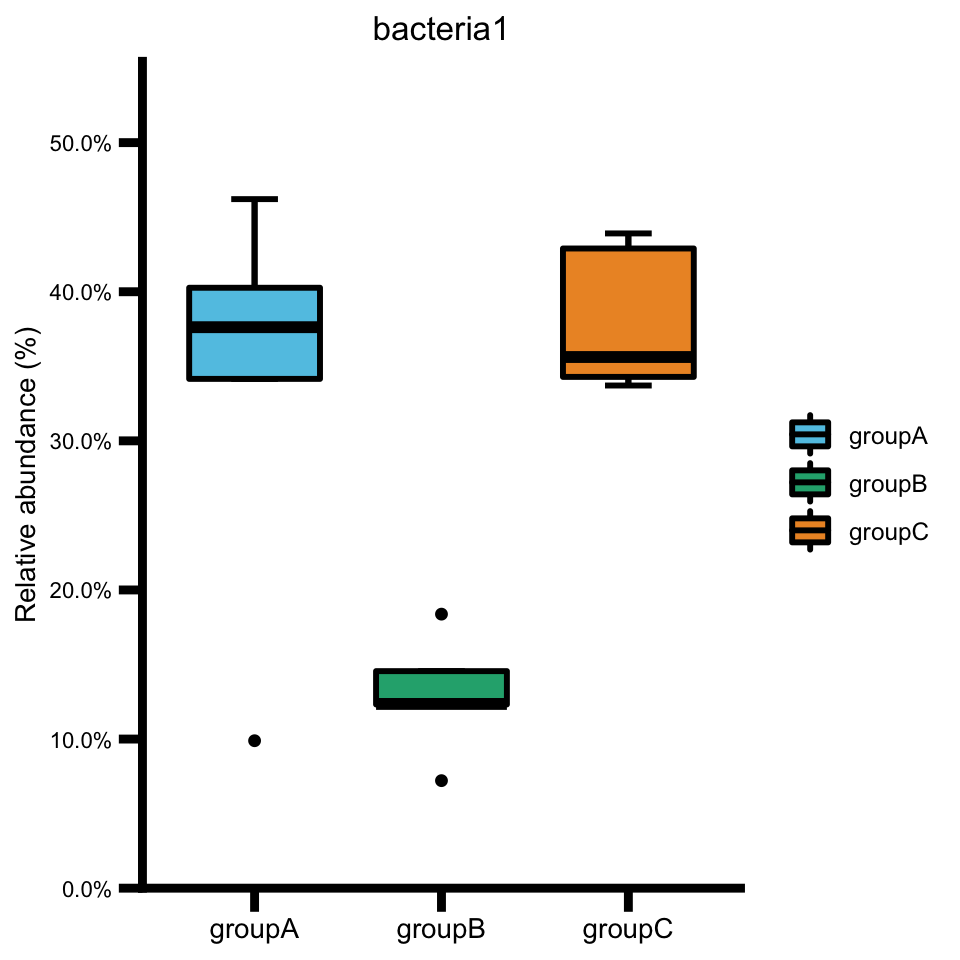 bacteria1
Relative abundance (%)
50.0%
40.0%
30.0%
20.0%
10.0%
0.0%
groupA
groupB
groupC
groupA
groupB
groupC